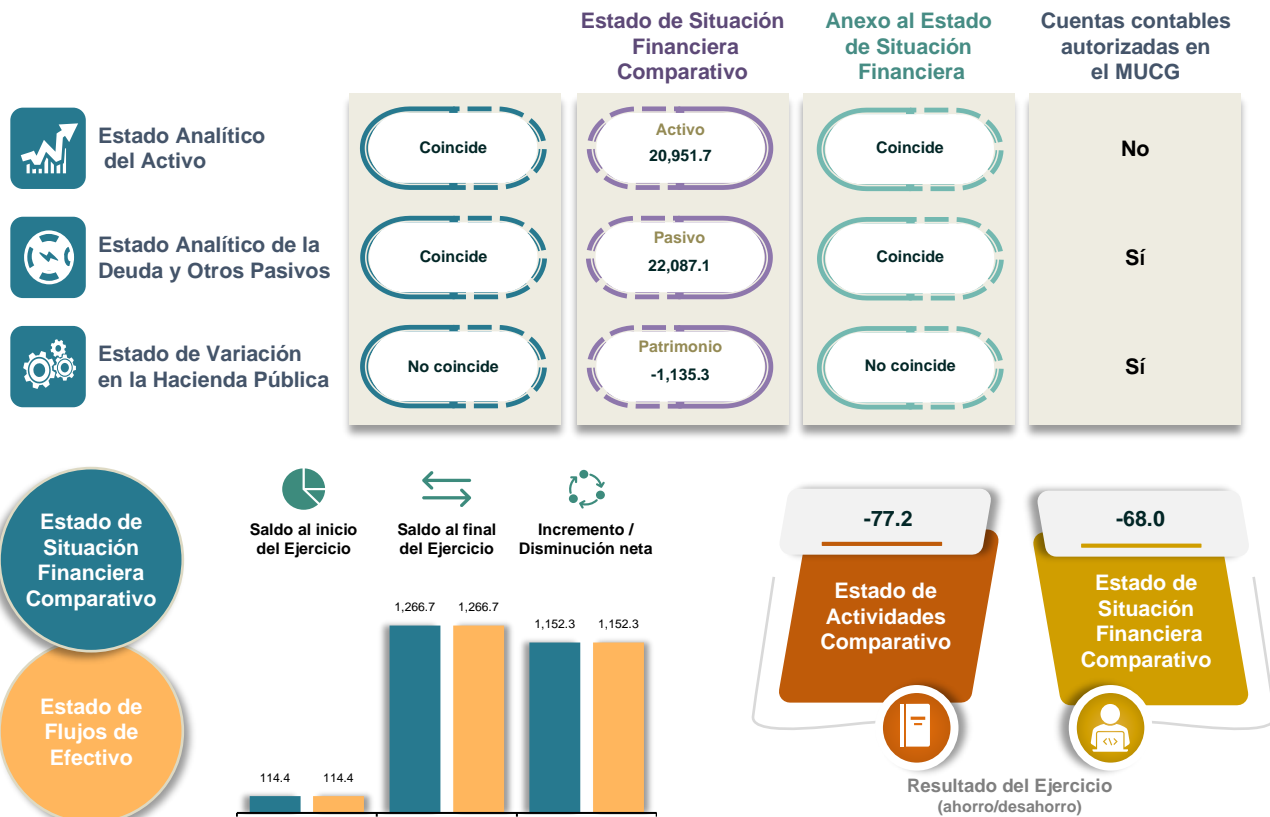 Estado de Situación
Financiera
Comparativo
Anexo al Estado
de Situación
Financiera
Cuentas contables
autorizadas en
el MUCG
Estado Analítico
del Activo
Coincide
Activo
20,951.7
Coincide
No
Estado Analítico de la
Deuda y Otros Pasivos
Coincide
Pasivo
22,087.1
Coincide
Sí
Estado de Variación
en la Hacienda Pública
No coincide
Patrimonio
-1,135.3
No coincide
Sí
Estado de
Situación
Financiera
Comparativo
Estado de
Flujos de
Efectivo
Saldo al inicio
del Ejercicio
Saldo al final
del Ejercicio
Incremento /
Disminución neta
114.4
114.4
1,266.7
1,266.7
1,152.3
1,152.3
-77.2
Estado de
Actividades
Comparativo
-68.0
Estado de
Situación
Financiera
Comparativo
Resultado del Ejercicio
(ahorro/desahorro)